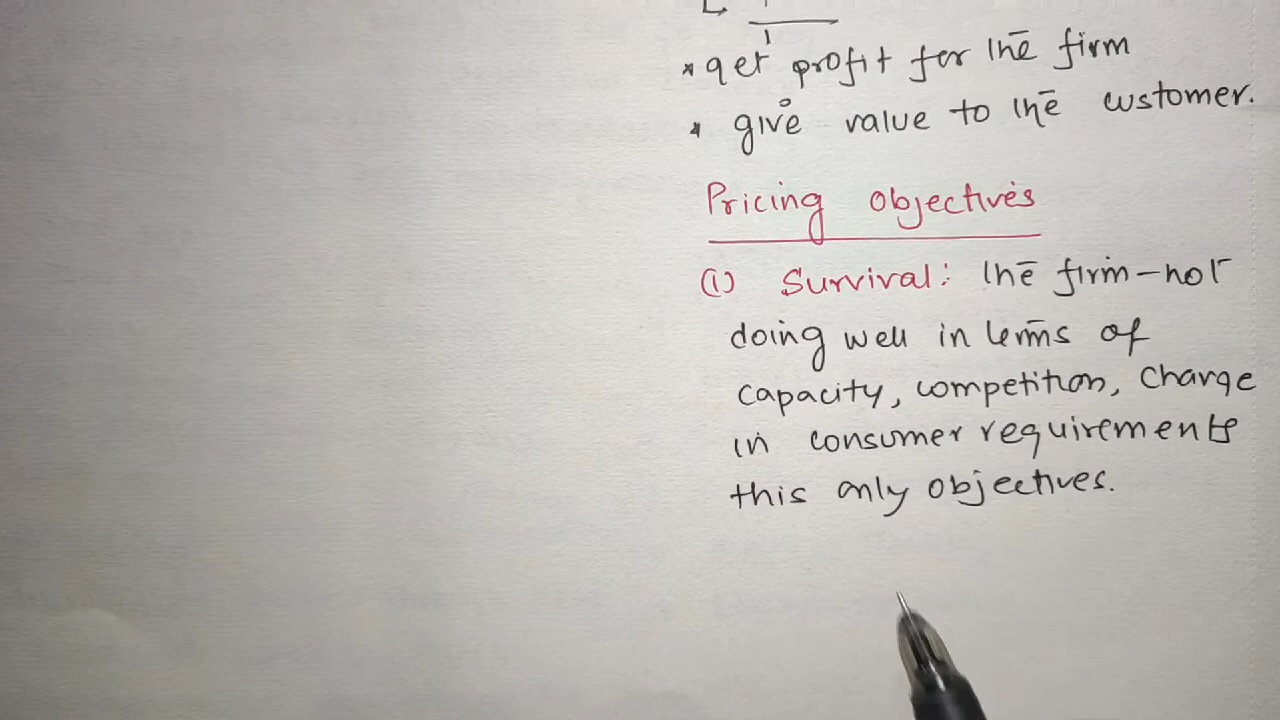 * get profit for the firm
* give value to the customer.
Pricing Objectives
(1) Survival: the firm - not
doing well in terms of
capacity, competition, Charge
in consumer requirements
this only objectives.